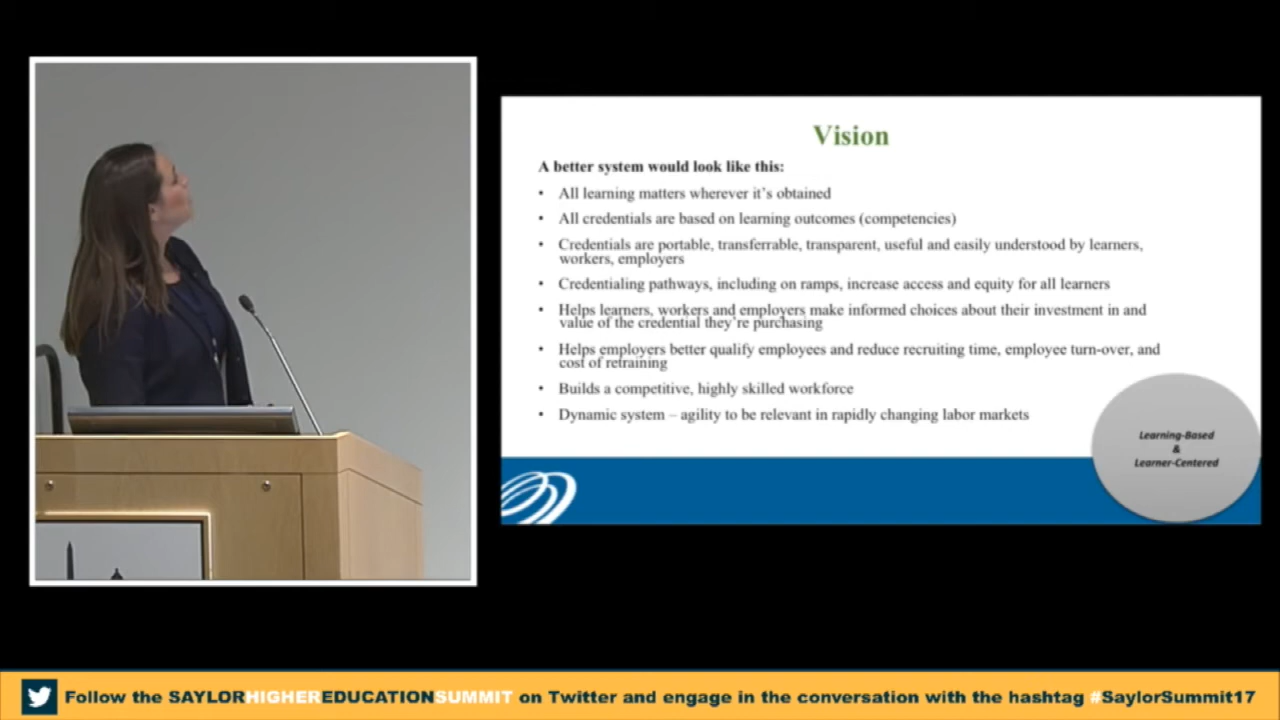 Vision
A better system would look like this:
• All learning matters wherever it's obtained
• All credentials are based on learning outcomes (competencies)
• Credentials are portable, transferrable, transparent, useful and easily understood by learners,
workers, employers
• Credentialing pathways, including on ramps, increase access and equity for all learners
• Helps learners, workers and employers make informed choices about their investment in and
value of the credential they're purchasing
• Helps employers better qualify employees and reduce recruiting time, employee turn-over, and
cost of retraining
• Builds a competitive, highly skilled workforce
• Dynamic system – agility to be relevant in rapidly changing labor markets
Learning-Based
&
Learner-Centered
Follow the SAYLORHIGHEREDUCATIONSUMMIT on Twitter and engage in the conversation with the hashtag #SaylorSummit17